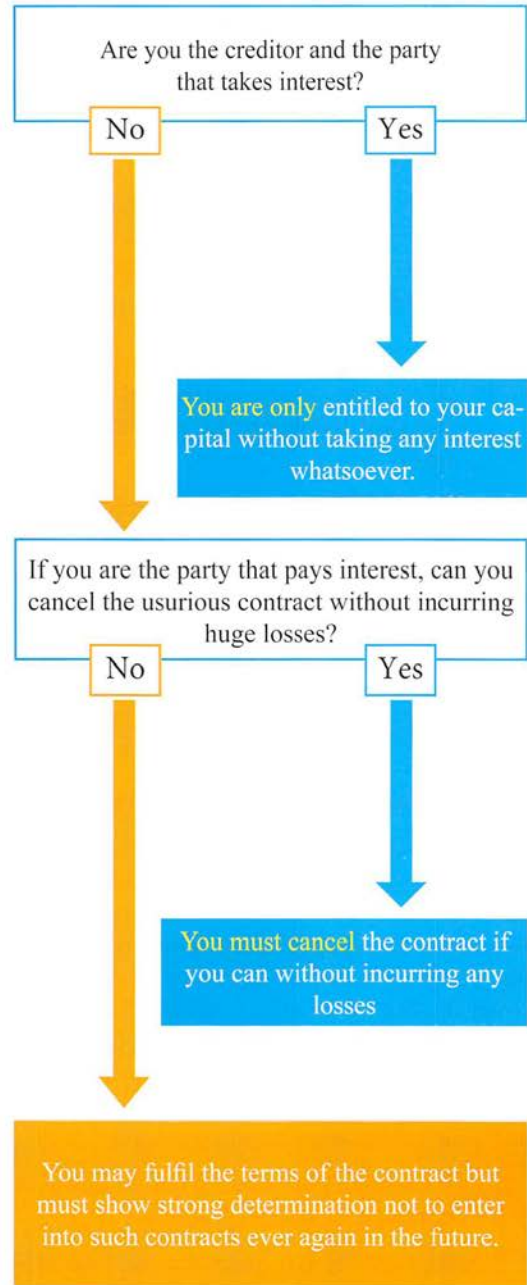 Are you the creditor and the party
that takes interest?
No
Yes
You are only entitled to your ca-
pital without taking any interest
whatsoever.
If you are the party that pays interest, can you
cancel the usurious contract without incurring
huge losses?
No
Yes
You must cancel the contract if
you can without incurring any
losses
You may fulfil the terms of the contract but
must show strong determination not to enter
into such contracts ever again in the future.